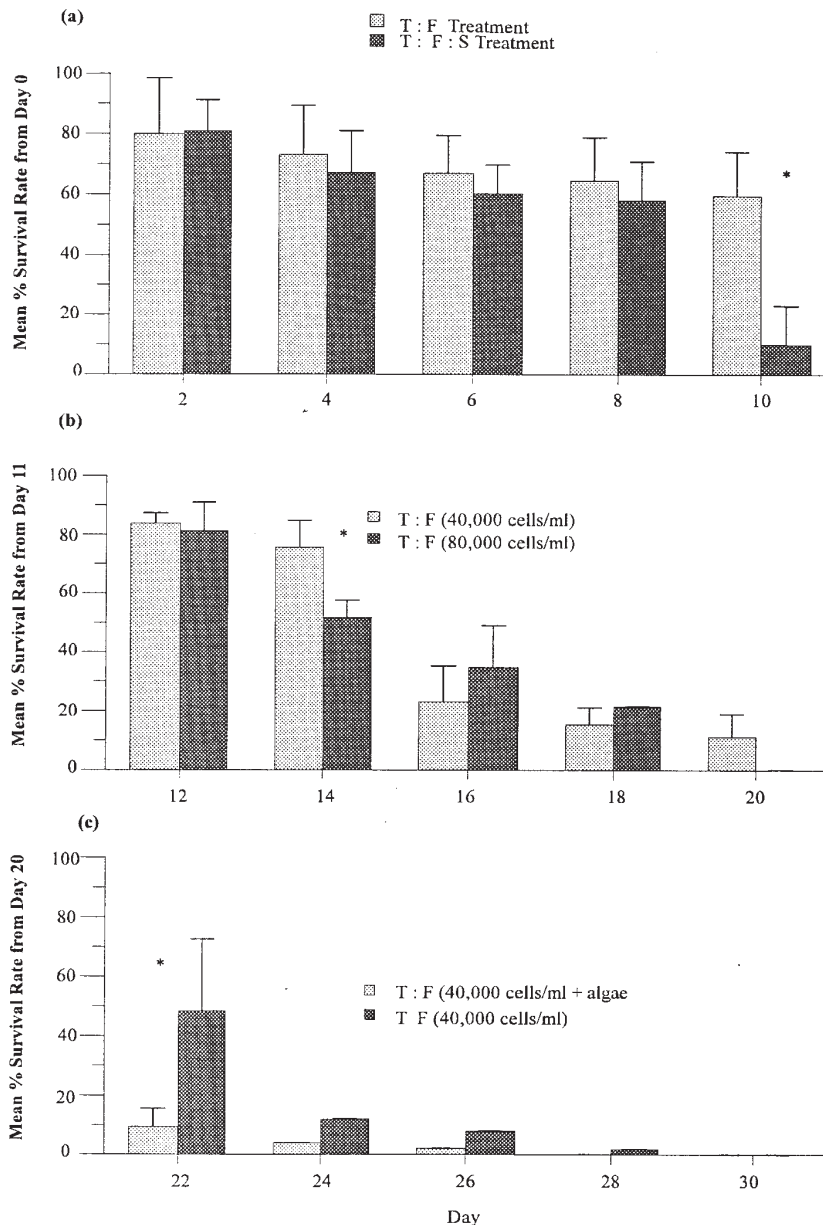 (a)
T : F Treatment
T : F : S Treatment
Mean % Survival Rate from Day 0
100
80
60
40
20
0
*
2 4 6 8 10
(b)
Mean % Survival Rate from Day 11
100
80
60
40
20
0
*
T : F (40,000 cells/ml)
T : F (80,000 cells/ml)
12 14 16 18 20
(c)
Mean % Survival Rate from Day 20
100
80
60
40
20
0
*
T : F (40,000 cells/ml + algae
T F (40,000 cells/ml)
22 24 26 28 30
Day